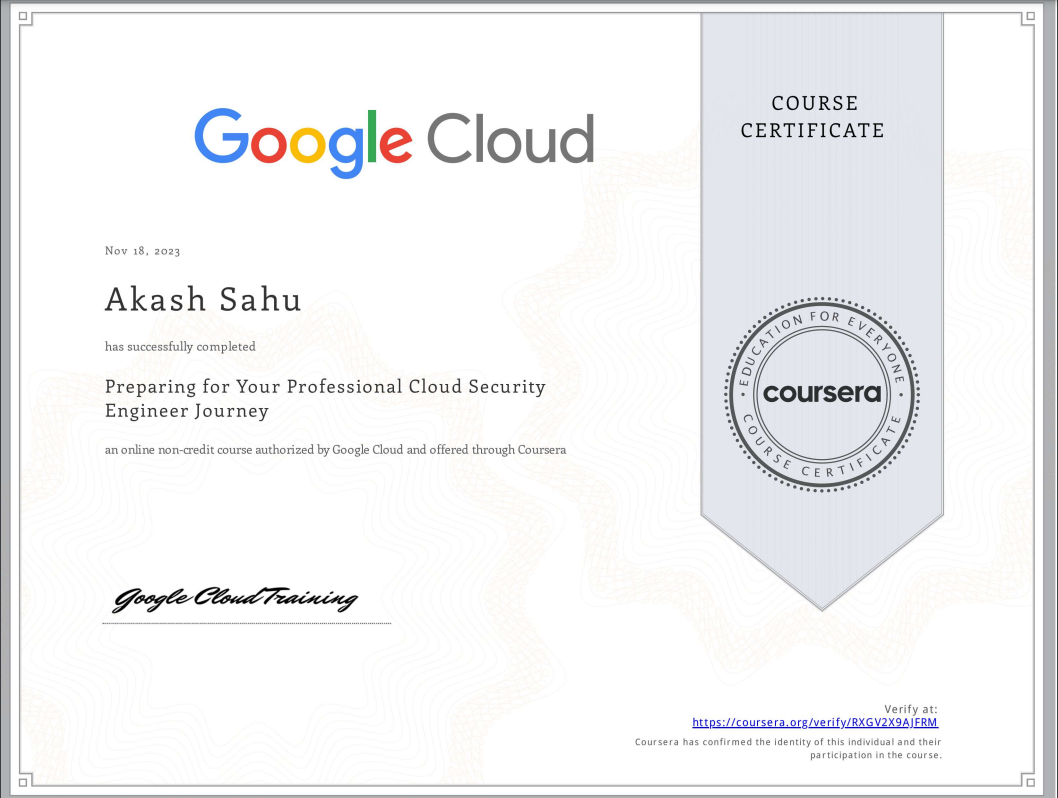 Google Cloud
COURSE
CERTIFICATE
Nov 18, 2023
Akash Sahu
has successfully completed
Preparing for Your Professional Cloud Security
Engineer Journey
an online non-credit course authorized by Google Cloud and offered through Coursera
EDUCATION FOR EVERYONE
coursera
COURSE CERTIFICATE
Google Cloud Training
Verify at:
https://coursera.org/verify/RXGV2X9AJFRM
Coursera has confirmed the identity of this individual and their
participation in the course.